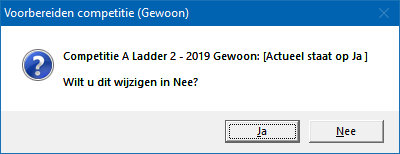 Voorbereiden competitie (Gewoon)
Competitie A Ladder 2 - 2019 Gewoon: [Actueel staat op Ja ]
Wilt u dit wijzigen in Nee?
Ja Nee